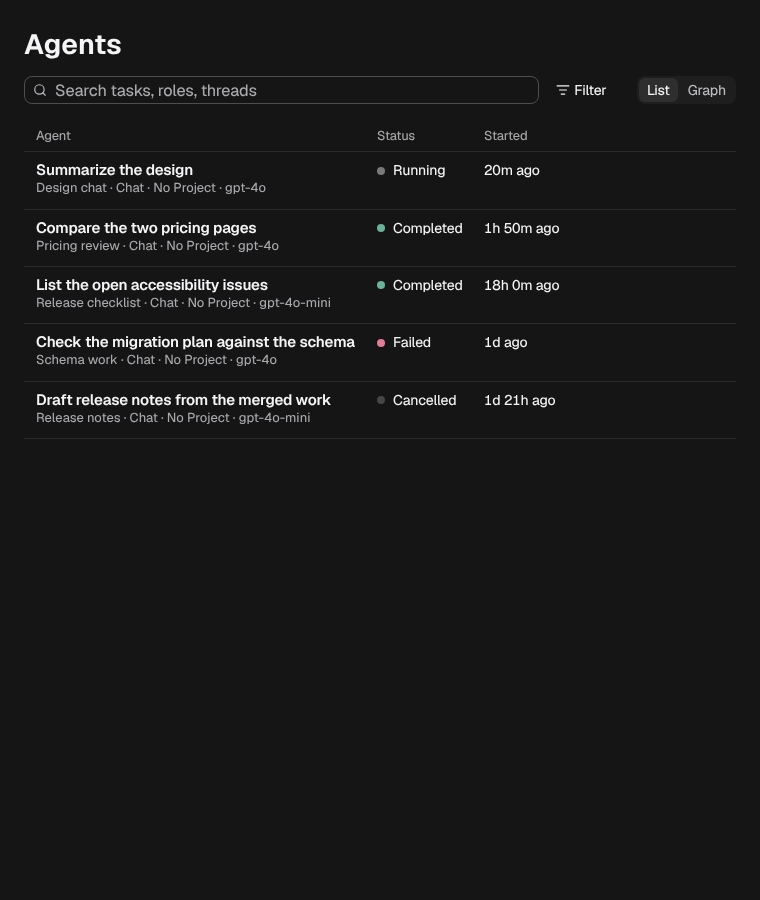 Agents
Search tasks, roles, threads
Filter
List
Graph
Agent
Status
Started
Summarize the design
Running
20m ago
Design chat · Chat · No Project · gpt-4o
Compare the two pricing pages
Completed
1h 50m ago
Pricing review · Chat · No Project · gpt-4o
List the open accessibility issues
Completed
18h 0m ago
Release checklist · Chat · No Project · gpt-4o-mini
Check the migration plan against the schema
Failed
1d ago
Schema work · Chat · No Project · gpt-4o
Draft release notes from the merged work
Cancelled
1d 21h ago
Release notes · Chat · No Project · gpt-4o-mini